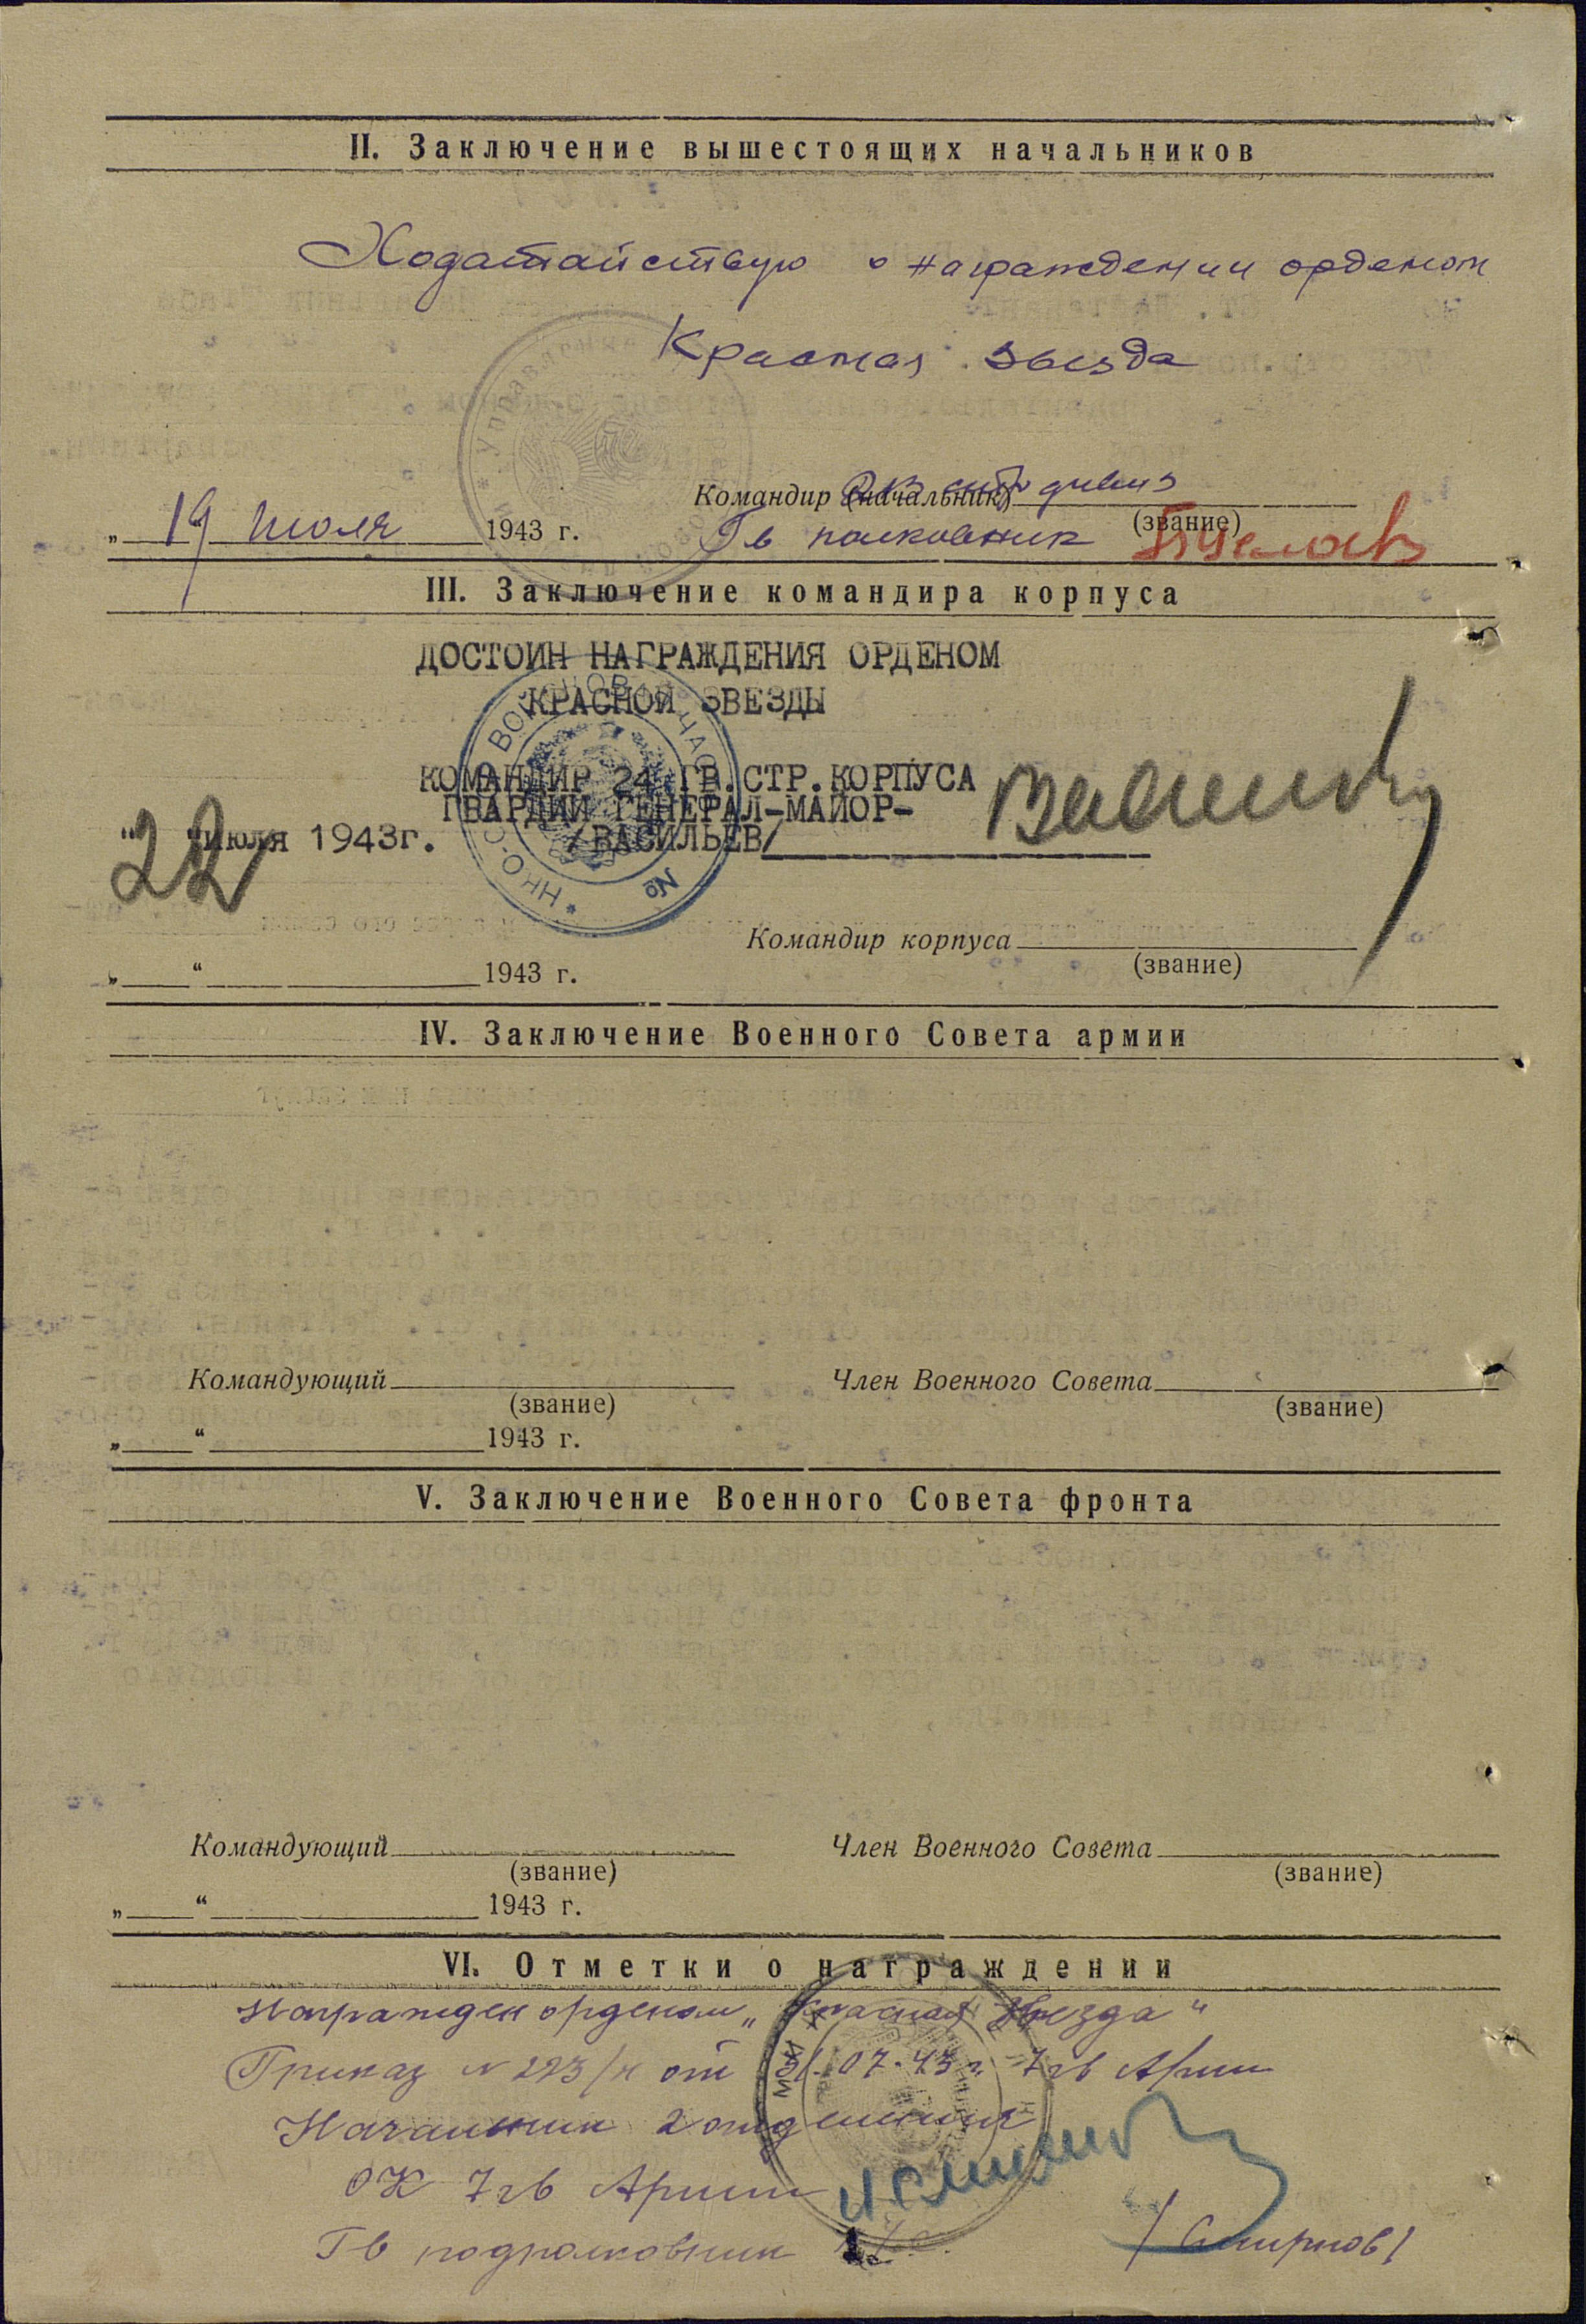 II. Заключение вышестоящих начальников
Ходатайствую о награждении орденом
Красная звезда
Командир (начальник) дивиз
(звание)
„ 19 июля 1943 г.
Гв полковник
III. Заключение командира корпуса
ДОСТОИН НАГРАЖДЕНИЯ ОРДЕНОМ
КРАСНОЙ ЗВЕЗДЫ
КОМАНДИР 24 ГВ.СТР.КОРПУСА
ГВАРДИИ ГЕНЕРАЛ-МАЙОР-
"22" июля 1943г. /ВАСИЛЬЕВ/
Командир корпуса
(звание)
„ “ 1943 г.
IV. Заключение Военного Совета армии
Командующий Член Военного Совета
(звание) (звание)
„ “ 1943 г.
V. Заключение Военного Совета фронта
Командующий Член Военного Совета
(звание) (звание)
„ “ 1943 г.
VI. Отметки о награждении
Награжден орденом „Красная Звезда“
Приказ № 223/н от 31.07.43 г. 7 гв Армии
Начальник 2 отделения
ОК 7 гв Армии
Гв подполковник /Смирнов/